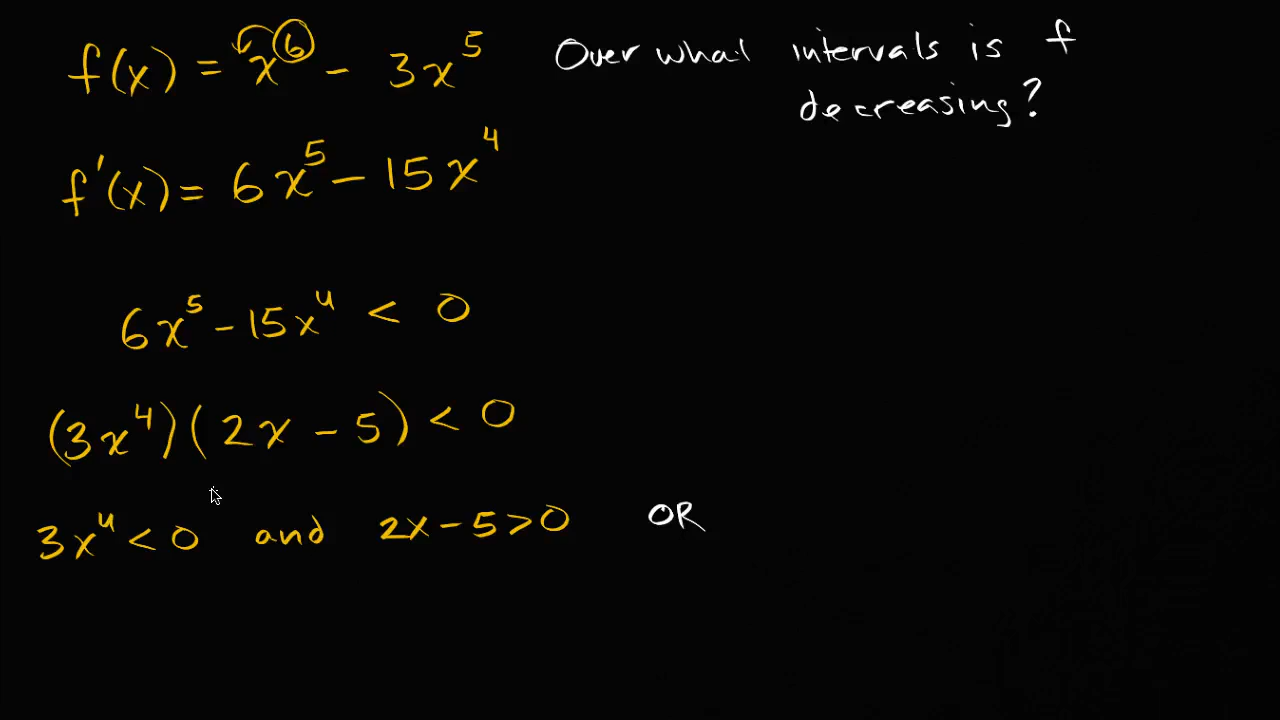 f(x) = x⁶ - 3x⁵
Over what intervals is f
decreasing?
f'(x) = 6x⁵ - 15x⁴
6x⁵ - 15x⁴ < 0
(3x⁴)(2x - 5) < 0
3x⁴ < 0 and 2x - 5 > 0 OR